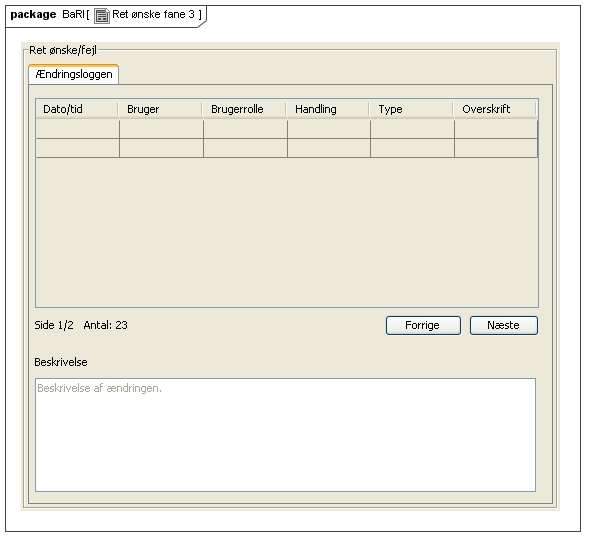 package BaRI[ Ret ønske fane 3 ]
Ret ønske/fejl
Ændringsloggen
Dato/tid Bruger Brugerrolle Handling Type Overskrift
Side 1/2 Antal: 23 Forrige Næste
Beskrivelse
Beskrivelse af ændringen.